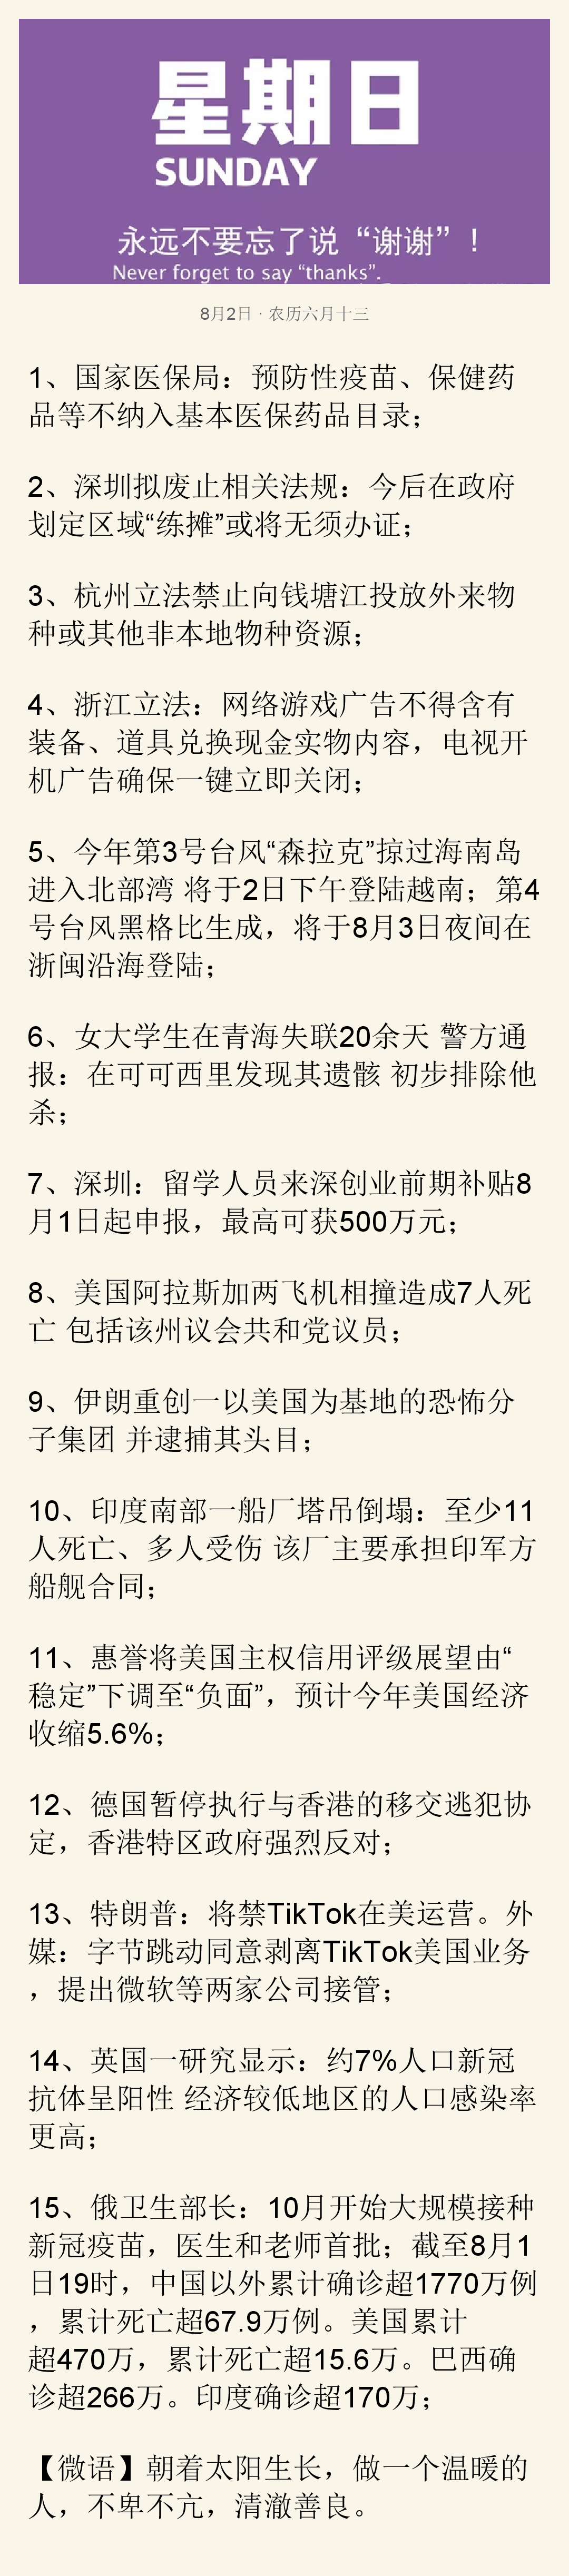 星期日
SUNDAY
永远不要忘了说“谢谢”！
Never forget to say “thanks”.
8月2日 · 农历六月十三
1、国家医保局：预防性疫苗、保健药
品等不纳入基本医保药品目录；
2、深圳拟废止相关法规：今后在政府
划定区域“练摊”或将无须办证；
3、杭州立法禁止向钱塘江投放外来物
种或其他非本地物种资源；
4、浙江立法：网络游戏广告不得含有
装备、道具兑换现金实物内容，电视开
机广告确保一键立即关闭；
5、今年第3号台风“森拉克”掠过海南岛
进入北部湾 将于2日下午登陆越南；第4
号台风黑格比生成，将于8月3日夜间在
浙闽沿海登陆；
6、女大学生在青海失联20余天 警方通
报：在可可西里发现其遗骸 初步排除他
杀；
7、深圳：留学人员来深创业前期补贴8
月1日起申报，最高可获500万元；
8、美国阿拉斯加两飞机相撞造成7人死
亡 包括该州议会共和党议员；
9、伊朗重创一以美国为基地的恐怖分
子集团 并逮捕其头目；
10、印度南部一船厂塔吊倒塌：至少11
人死亡、多人受伤 该厂主要承担印军方
船舰合同；
11、惠誉将美国主权信用评级展望由“
稳定”下调至“负面”，预计今年美国经济
收缩5.6%；
12、德国暂停执行与香港的移交逃犯协
定，香港特区政府强烈反对；
13、特朗普：将禁TikTok在美运营。外
媒：字节跳动同意剥离TikTok美国业务
，提出微软等两家公司接管；
14、英国一研究显示：约7%人口新冠
抗体呈阳性 经济较低地区的人口感染率
更高；
15、俄卫生部长：10月开始大规模接种
新冠疫苗，医生和老师首批；截至8月1
日19时，中国以外累计确诊超1770万例
，累计死亡超67.9万例。美国累计
超470万，累计死亡超15.6万。巴西确
诊超266万。印度确诊超170万；
【微语】朝着太阳生长，做一个温暖的
人，不卑不亢，清澈善良。